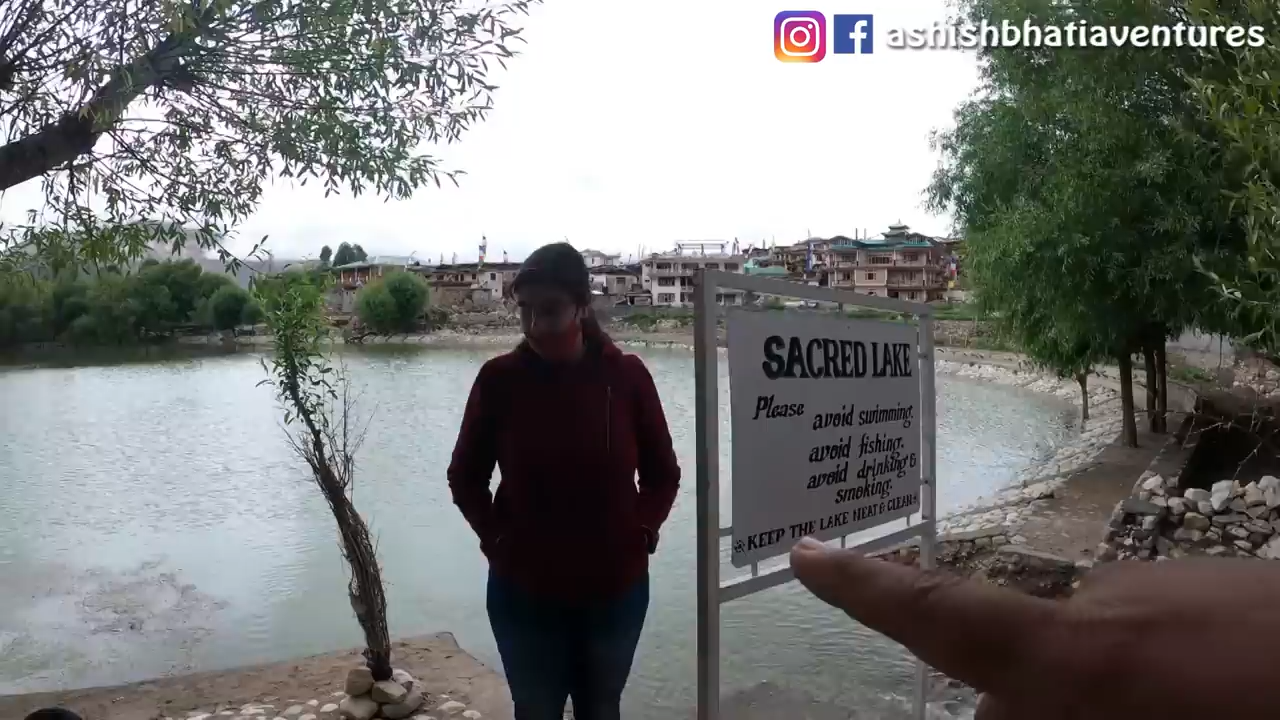 ashishbhatiaventures
SACRED LAKE
Please avoid swimming.
avoid fishing.
avoid drinking &
smoking.
* KEEP THE LAKE NEAT & CLEAN *